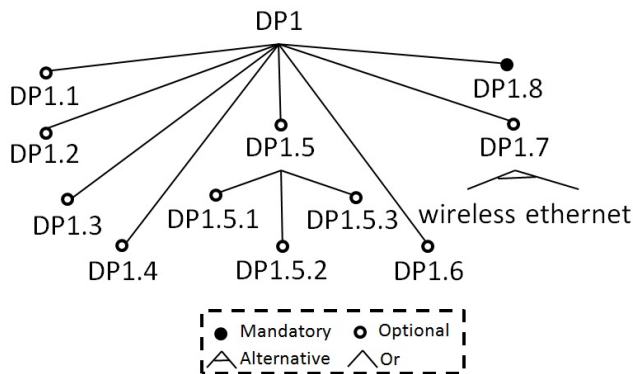 DP1
DP1.1
DP1.8
DP1.2
DP1.5
DP1.7
DP1.3
DP1.5.1
DP1.5.3
wireless ethernet
DP1.4
DP1.5.2
DP1.6
Mandatory
Optional
Alternative
Or